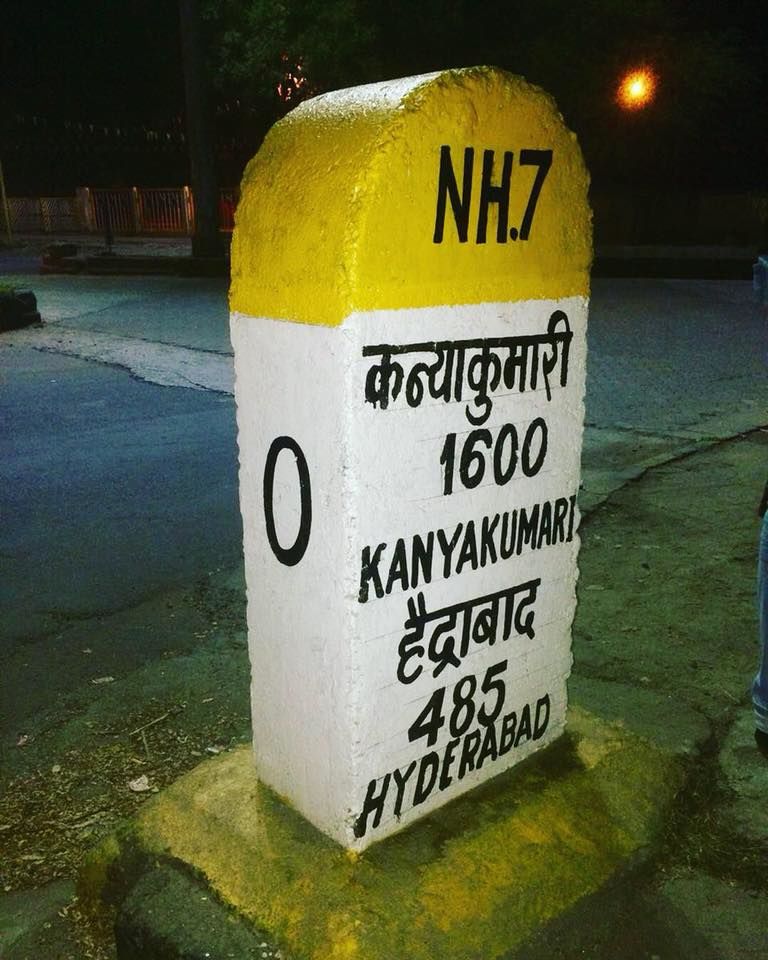 NH.7
कन्याकुमारी
1600
KANYAKUMARI
हैद्राबाद
485
HYDERABAD
0